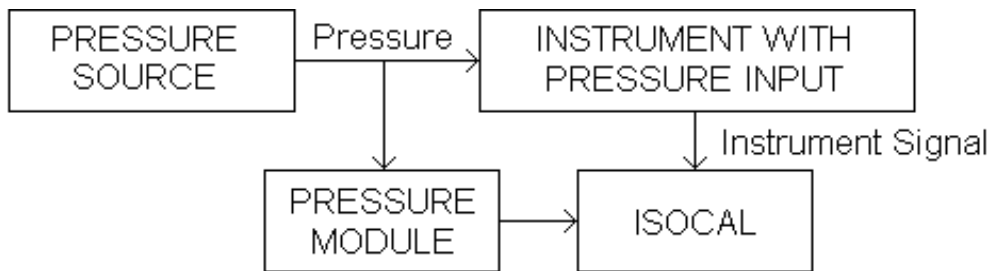 PRESSURE
SOURCE
Pressure
INSTRUMENT WITH
PRESSURE INPUT
Instrument Signal
PRESSURE
MODULE
ISOCAL